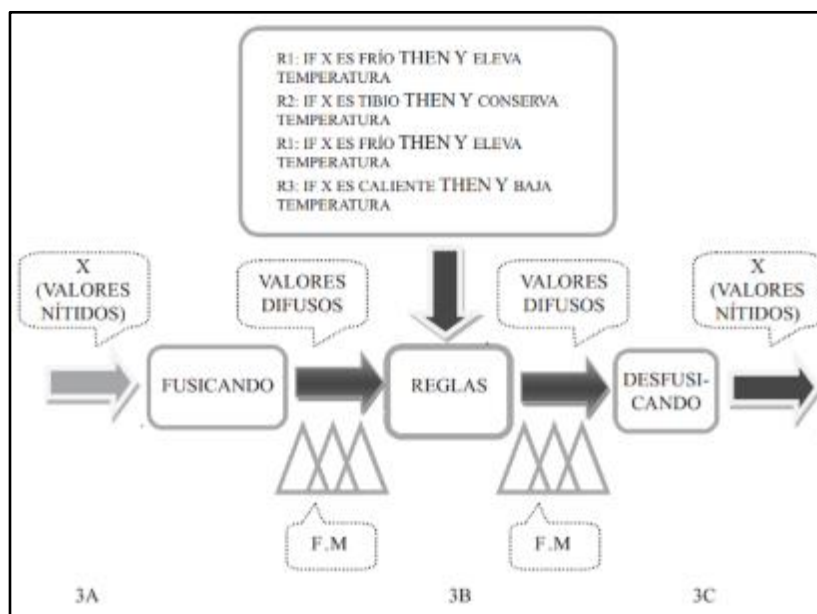 R1: IF X ES FRÍO THEN Y ELEVA
TEMPERATURA
R2: IF X ES TIBIO THEN Y CONSERVA
TEMPERATURA
R1: IF X ES FRÍO THEN Y ELEVA
TEMPERATURA
R3: IF X ES CALIENTE THEN Y BAJA
TEMPERATURA
X
(VALORES
NÍTIDOS)
VALORES
DIFUSOS
VALORES
DIFUSOS
X
(VALORES
NÍTIDOS)
FUSICANDO
REGLAS
DESFUSI-
CANDO
F.M
F.M
3A
3B
3C